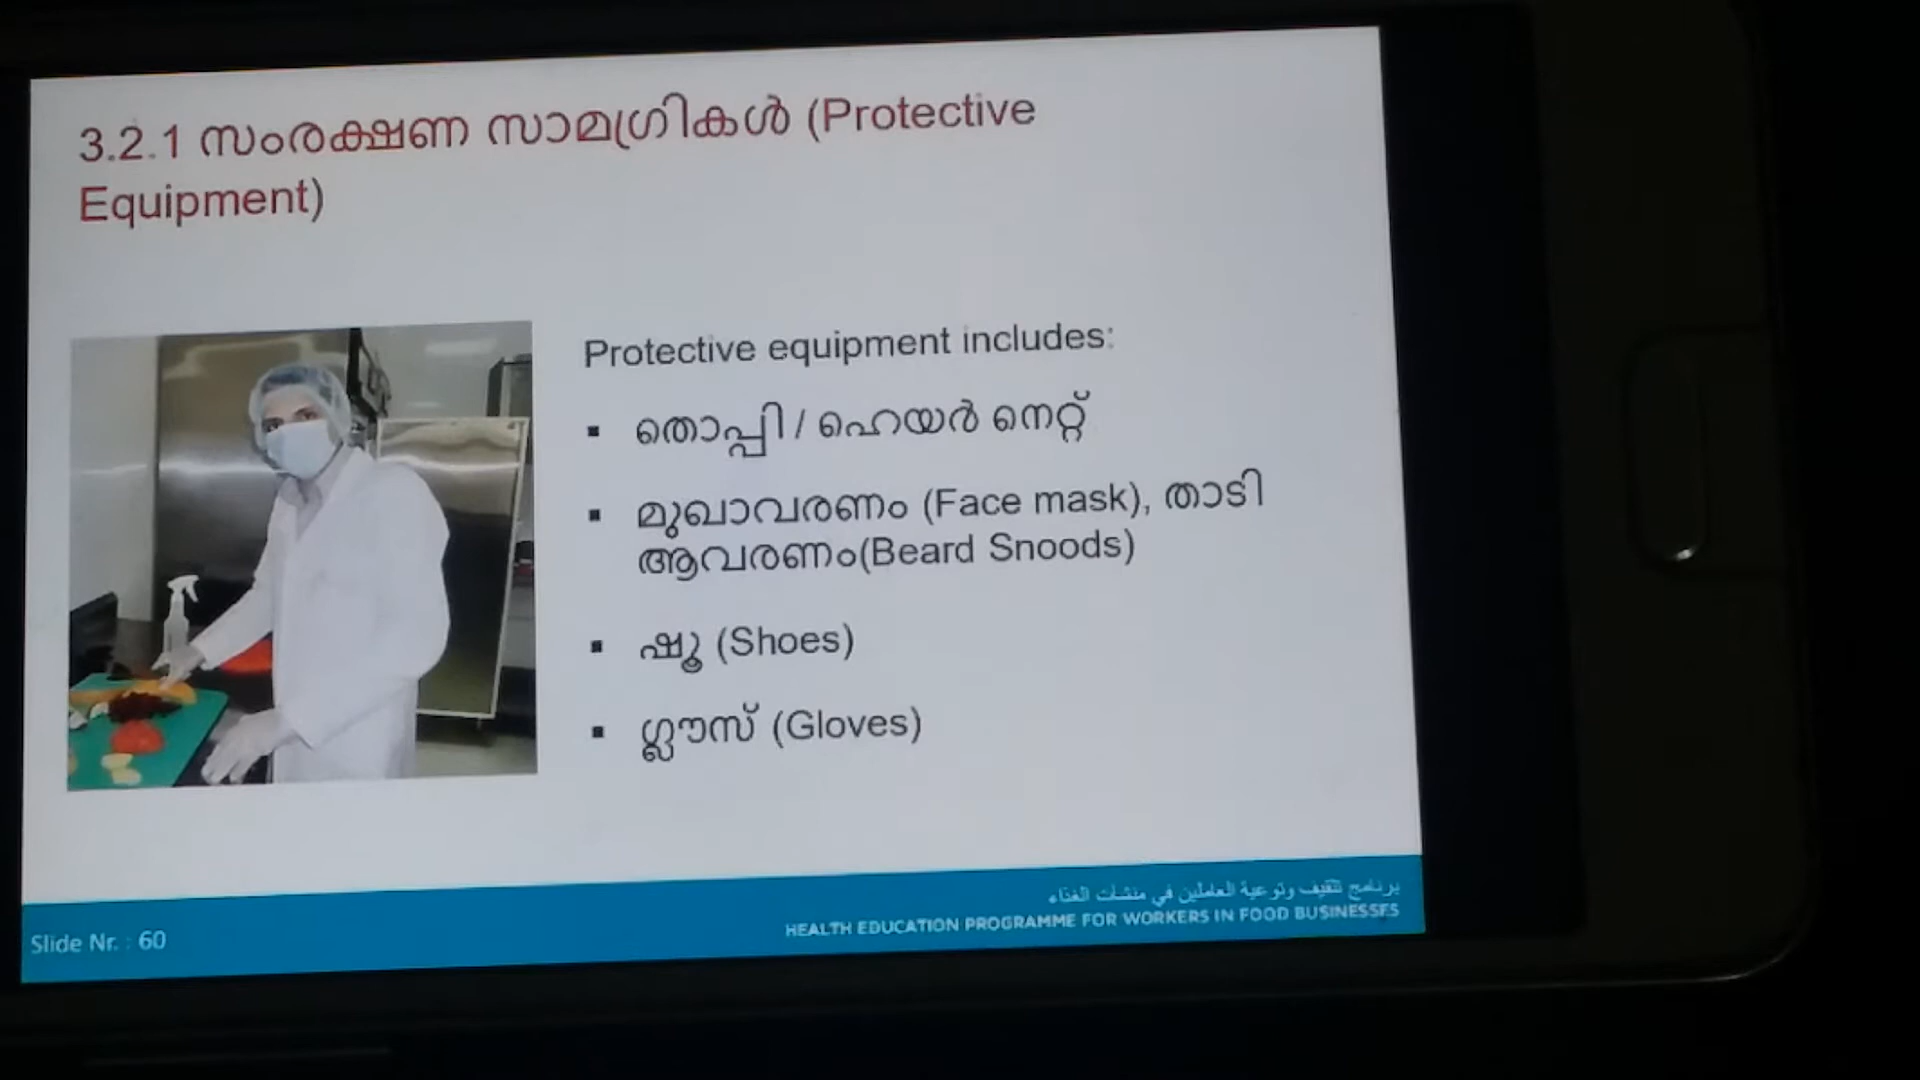 3.2.1 സംരക്ഷണ സാമഗ്രികൾ (Protective
Equipment)
Protective equipment includes:
▪ തൊപ്പി / ഹെയർ നെറ്റ്
▪ മുഖാവരണം (Face mask), താടി
ആവരണം(Beard Snoods)
▪ ഷൂ (Shoes)
▪ ഗ്ലൗസ് (Gloves)
برنامج تثقيف وتوعية العاملين في منشآت الغذاء
HEALTH EDUCATION PROGRAMME FOR WORKERS IN FOOD BUSINESSES
Slide Nr. : 60